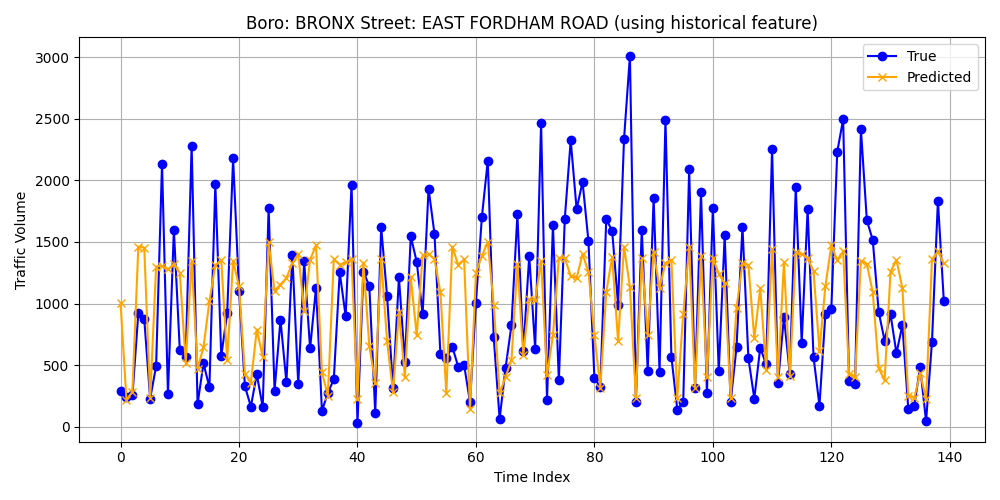 Boro: BRONX Street: EAST FORDHAM ROAD (using historical feature)
True
Predicted
Traffic Volume
3000
2500
2000
1500
1000
500
0
0 20 40 60 80 100 120 140
Time Index